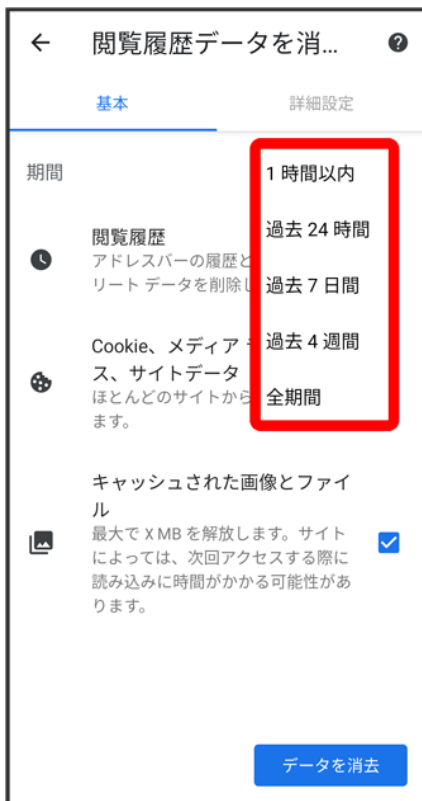 閲覧履歴データを消...
基本
詳細設定
期間
1 時間以内
過去 24 時間
過去 7 日間
過去 4 週間
全期間
閲覧履歴
アドレスバーの履歴と
リート データを削除し
Cookie、メディア
ス、サイトデータ
ほとんどのサイトから
ます。
キャッシュされた画像とファイ
ル
最大で X MB を解放します。サイト
によっては、次回アクセスする際に
読み込みに時間がかかる可能性があ
ります。
データを消去